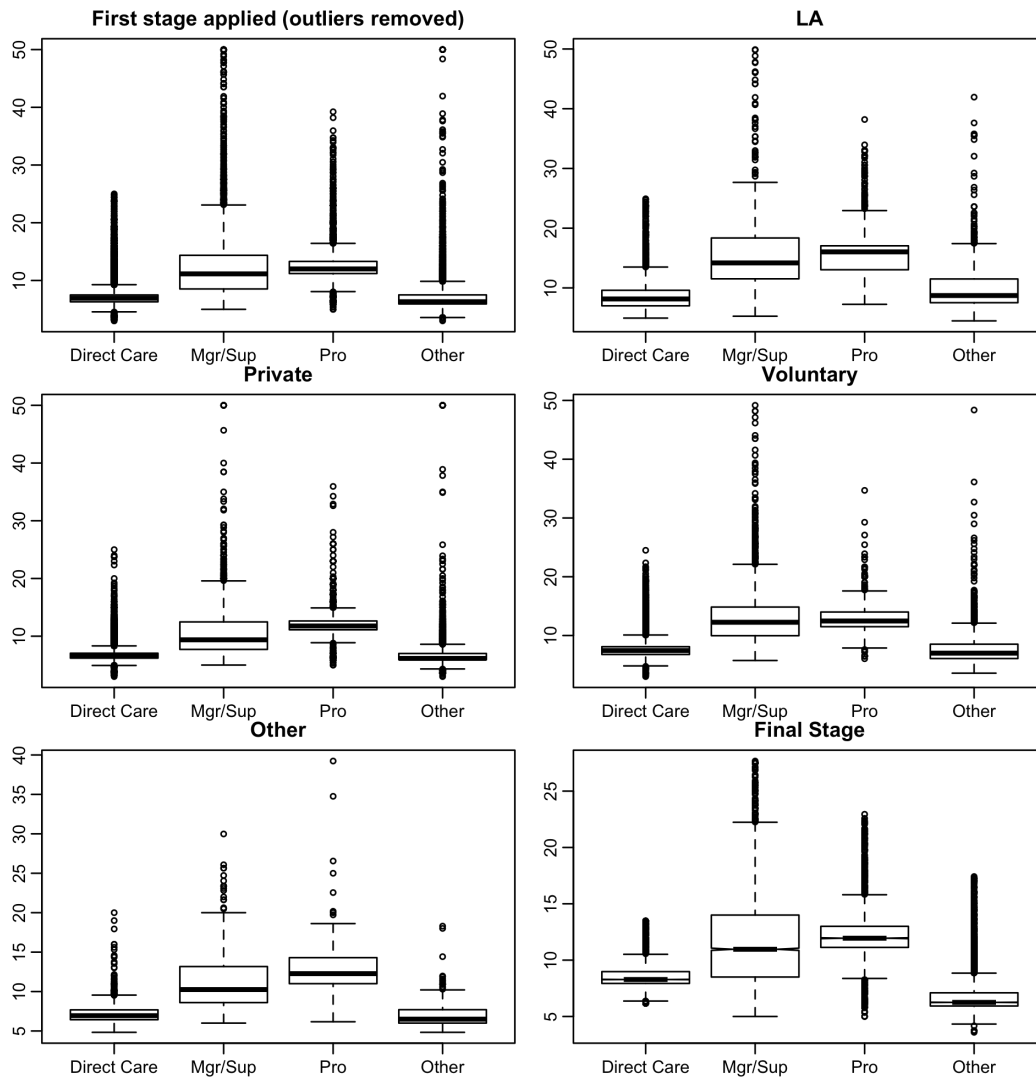 First stage applied (outliers removed)
50
40
30
20
10
Direct Care Mgr/Sup Pro Other
LA
50
40
30
20
10
Direct Care Mgr/Sup Pro Other
Private
50
40
30
20
10
Direct Care Mgr/Sup Pro Other
Voluntary
50
40
30
20
10
Direct Care Mgr/Sup Pro Other
Other
40
35
30
25
20
15
10
5
Direct Care Mgr/Sup Pro Other
Final Stage
25
20
15
10
5
Direct Care Mgr/Sup Pro Other